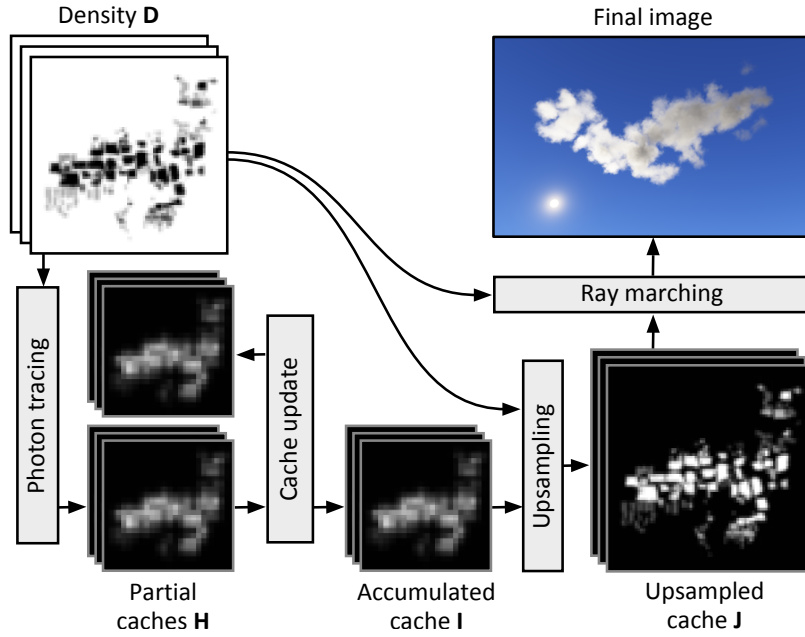 Density D
Final image
Ray marching
Photon tracing
Cache update
Upsampling
Partial
caches H
Accumulated
cache I
Upsampled
cache J